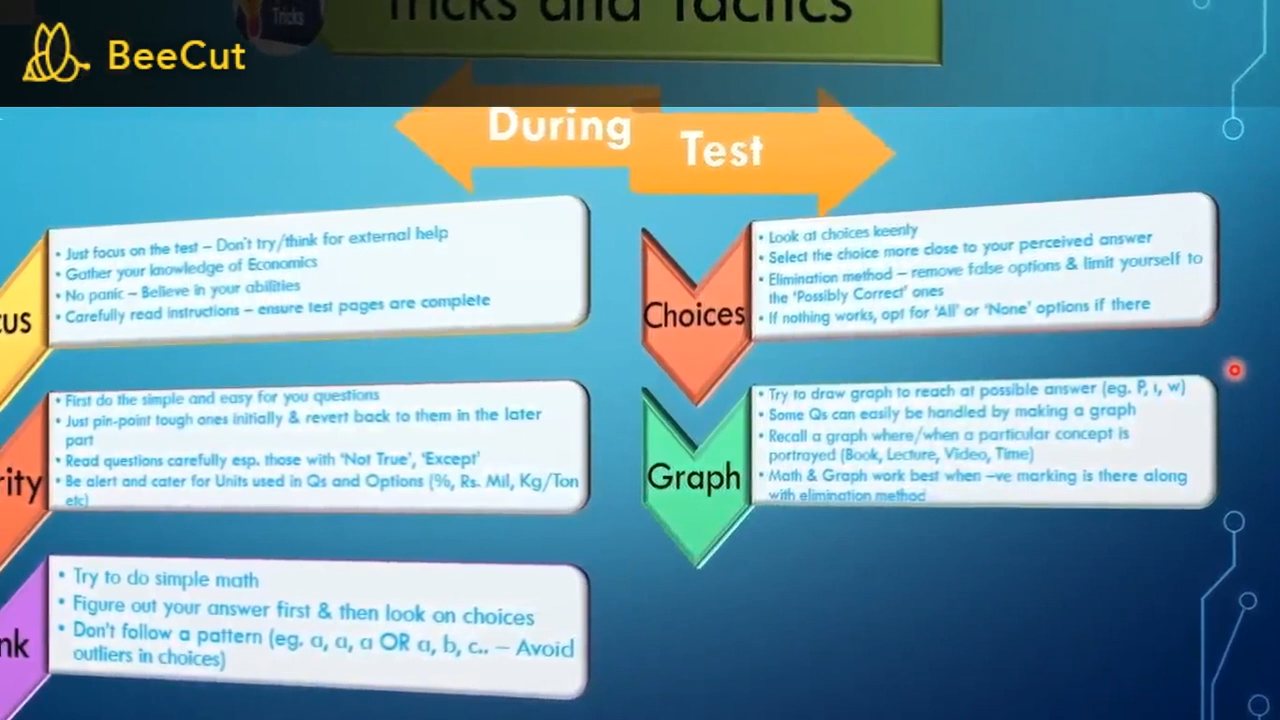 Tricks and Tactics
Tricks
BeeCut
During
Test
cus
• Just focus on the test – Don't try/think for external help
• Gather your knowledge of Economics
• No panic – Believe in your abilities
• Carefully read instructions – ensure test pages are complete
rity
• First do the simple and easy for you questions
• Just pin-point tough ones initially & revert back to them in the later
part
• Read questions carefully esp. those with 'Not True', 'Except'
• Be alert and cater for Units used in Qs and Options (%, Rs. Mil, Kg/Ton
etc)
nk
• Try to do simple math
• Figure out your answer first & then look on choices
• Don't follow a pattern (eg. a, a, a OR a, b, c.. – Avoid
outliers in choices)
Choices
• Look at choices keenly
• Select the choice more close to your perceived answer
• Elimination method – remove false options & limit yourself to
the 'Possibly Correct' ones
• If nothing works, opt for 'All' or 'None' options if there
Graph
• Try to draw graph to reach at possible answer (eg. P, i, w)
• Some Qs can easily be handled by making a graph
• Recall a graph where/when a particular concept is
portrayed (Book, Lecture, Video, Time)
• Math & Graph work best when –ve marking is there along
with elimination method